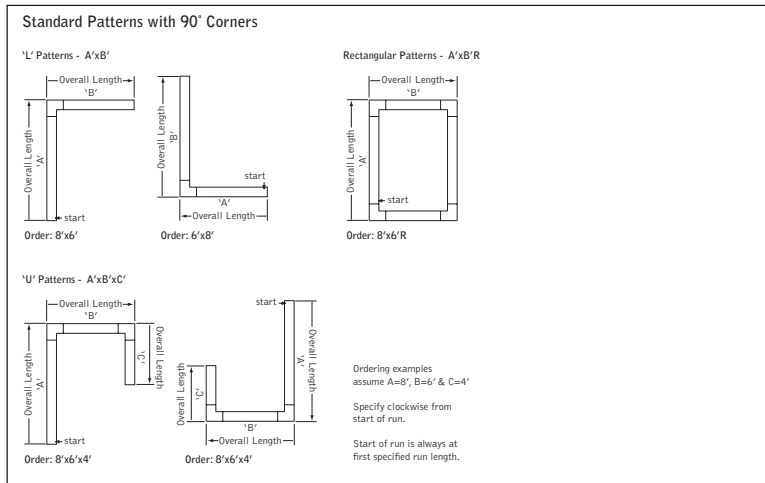 Standard Patterns with 90˚ Corners
‘L’ Patterns - A’xB’
Overall Length
‘B’
Overall Length
‘A’
start
Order: 8’x6’
Overall Length
‘B’
start
‘A’
Overall Length
Order: 6’x8’
Rectangular Patterns - A’xB’R
Overall Length
‘B’
Overall Length
‘A’
start
Order: 8’x6’R
‘U’ Patterns - A’xB’xC’
Overall Length
‘B’
Overall Length
‘A’
‘C’
Overall Length
start
Order: 8’x6’x4’
start
Overall Length
‘A’
Overall Length
‘C’
‘B’
Overall Length
Order: 8’x6’x4’
Ordering examples
assume A=8’, B=6’ & C=4’
Specify clockwise from
start of run.
Start of run is always at
first specified run length.